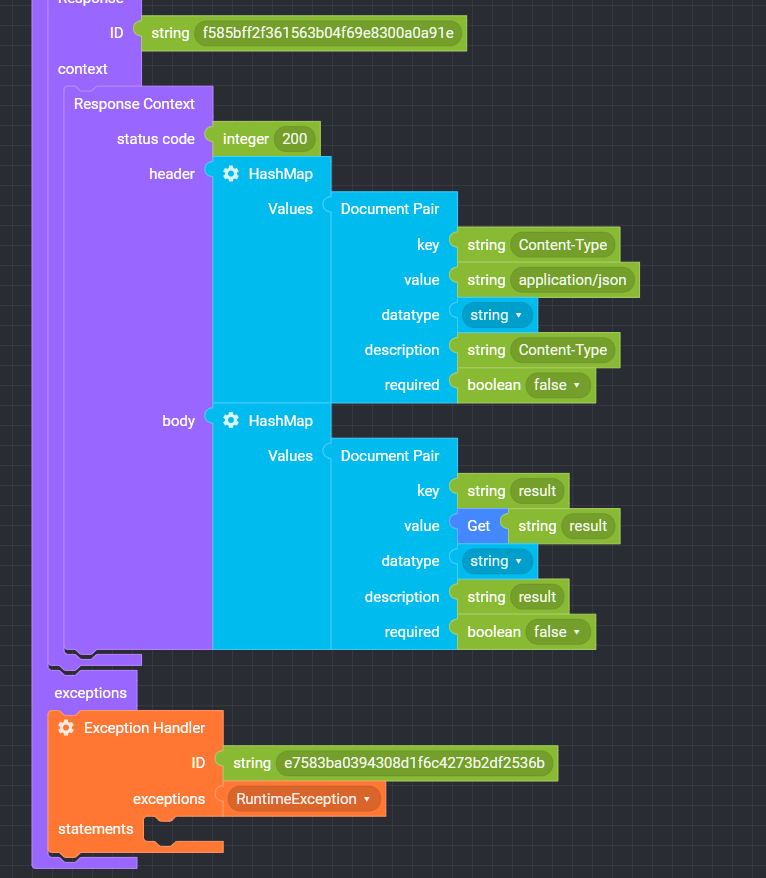 Response
ID string f585bff2f361563b04f69e8300a0a91e
context
Response Context
status code integer 200
header HashMap
Values Document Pair
key string Content-Type
value string application/json
datatype string
description string Content-Type
required boolean false
body HashMap
Values Document Pair
key string result
value Get string result
datatype string
description string result
required boolean false
exceptions
Exception Handler
ID string e7583ba0394308d1f6c4273b2df2536b
exceptions RuntimeException
statements